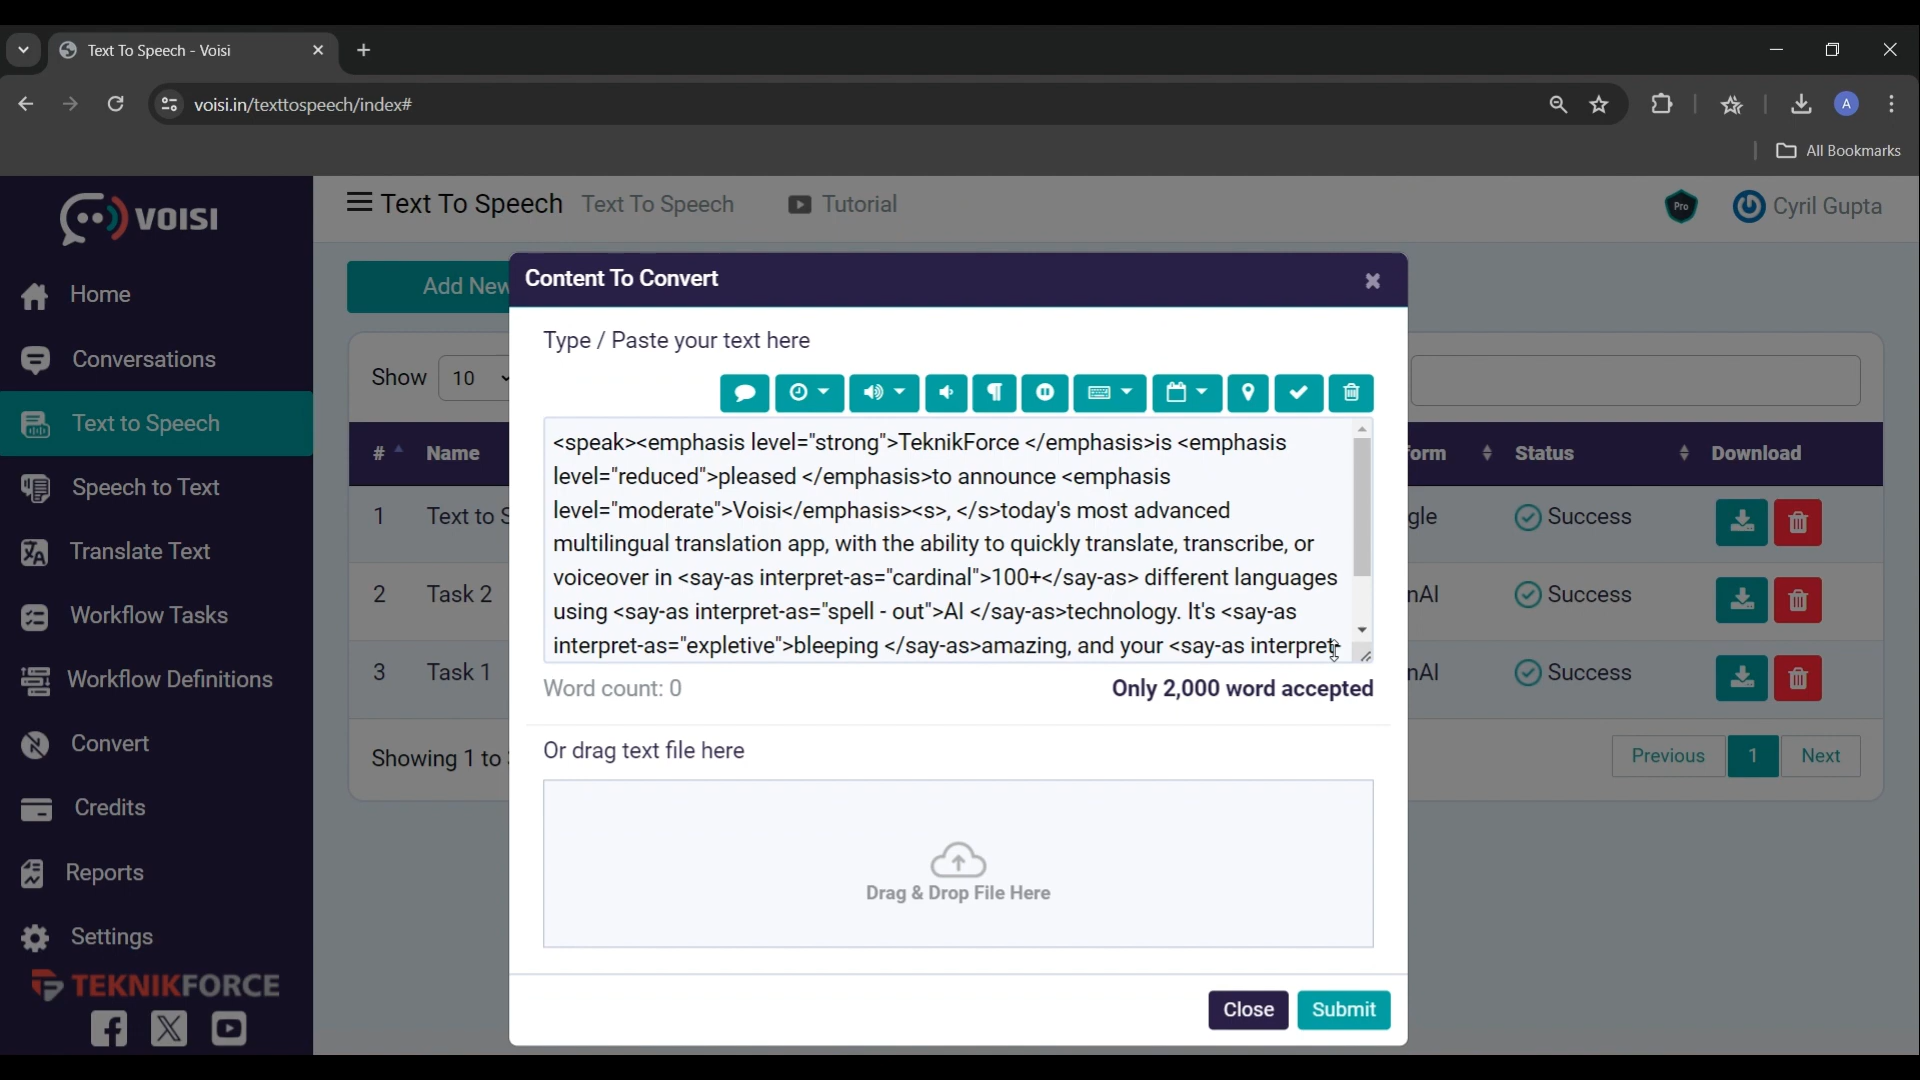 Text To Speech - Voisi
voisi.in/texttospeech/index#
A
All Bookmarks
VOISI
Text To Speech Text To Speech Tutorial
Pro
Cyril Gupta
Home
Conversations
Text to Speech
Speech to Text
Translate Text
Workflow Tasks
Workflow Definitions
Convert
Credits
Reports
Settings
TEKNIKFORCE
Add New
Show 10
# Name
Status Download
1 Text to
Success
2 Task 2
Success
3 Task 1
Success
Showing 1 to
Previous 1 Next
Content To Convert
Type / Paste your text here
<speak><emphasis level="strong">TeknikForce </emphasis>is <emphasis
level="reduced">pleased </emphasis>to announce <emphasis
level="moderate">Voisi</emphasis><s>, </s>today's most advanced
multilingual translation app, with the ability to quickly translate, transcribe, or
voiceover in <say-as interpret-as="cardinal">100+</say-as> different languages
using <say-as interpret-as="spell - out">AI </say-as>technology. It's <say-as
interpret-as="expletive">bleeping </say-as>amazing, and your <say-as interpret-
Word count: 0
Only 2,000 word accepted
Or drag text file here
Drag & Drop File Here
Close Submit